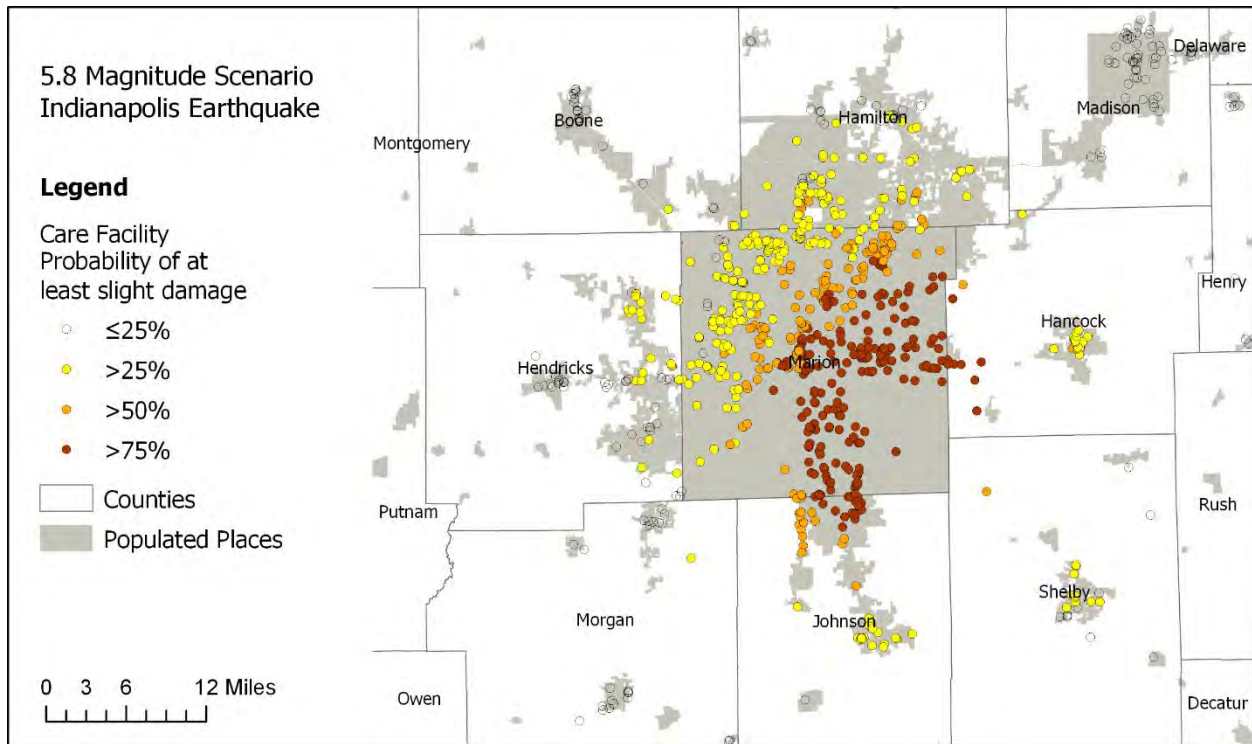 5.8 Magnitude Scenario
Indianapolis Earthquake
Legend
Care Facility
Probability of at
least slight damage
≤25%
>25%
>50%
>75%
Counties
Populated Places
0 3 6 12 Miles
Delaware
Madison
Hamilton
Boone
Montgomery
Henry
Hancock
Marion
Hendricks
Putnam
Rush
Shelby
Johnson
Morgan
Owen
Decatur